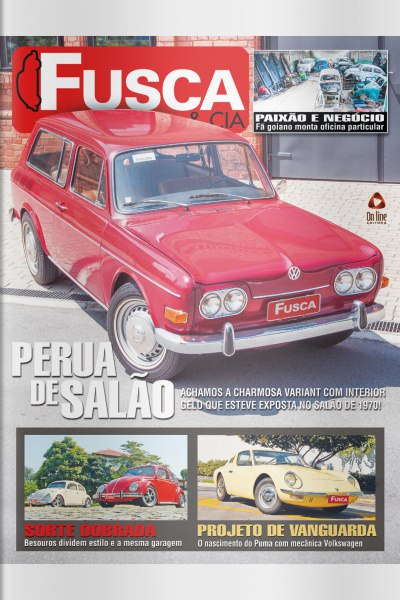 FUSCA
& CIA
PAIXÃO E NEGÓCIO
Fã goiano monta oficina particular
On line
EDITORA
FUSCA
PERUA
DE SALÃO
ACHAMOS A CHARMOSA VARIANT COM INTERIOR
GELO QUE ESTEVE EXPOSTA NO SALÃO DE 1970!
SORTE DOBRADA
Besouros dividem estilo e a mesma garagem
FUSCA
PROJETO DE VANGUARDA
O nascimento do Puma com mecânica Volkswagen